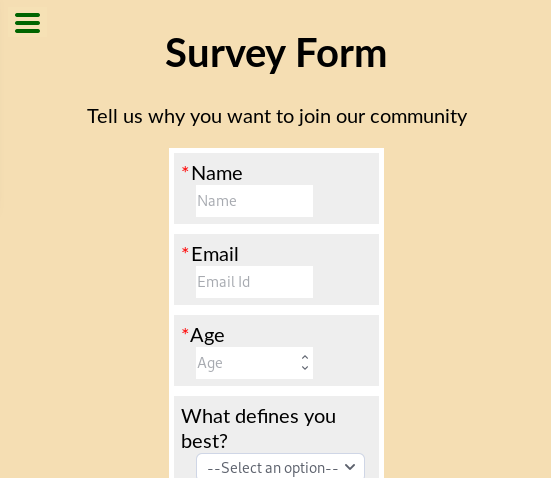 Survey Form
Tell us why you want to join our community
*Name
Name
*Email
Email Id
*Age
Age
What defines you
best?
--Select an option--